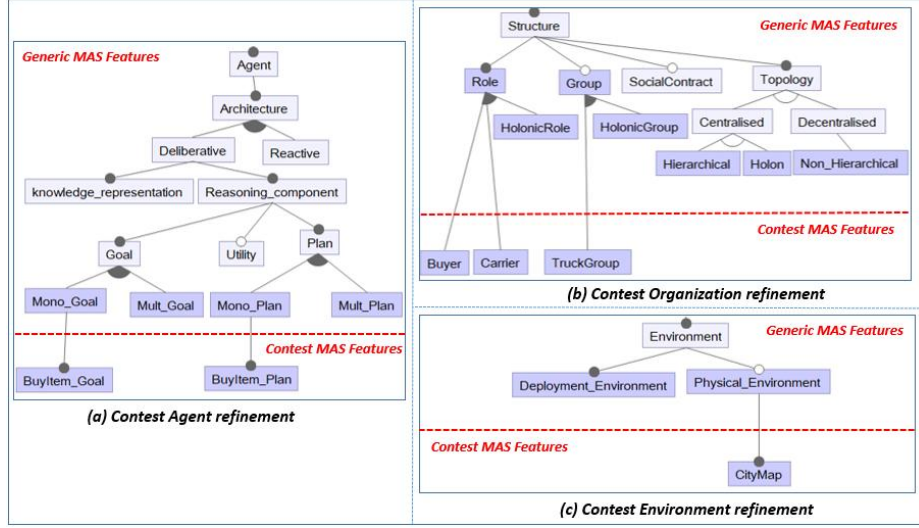 Generic MAS Features
Agent
Architecture
Deliberative
Reactive
knowledge_representation
Reasoning_component
Goal
Utility
Plan
Mono_Goal
Mult_Goal
Mono_Plan
Mult_Plan
Contest MAS Features
BuyItem_Goal
BuyItem_Plan
(a) Contest Agent refinement
Structure
Generic MAS Features
Role
Group
SocialContract
Topology
HolonicRole
HolonicGroup
Centralised
Decentralised
Hierarchical
Holon
Non_Hierarchical
Contest MAS Features
Buyer
Carrier
TruckGroup
(b) Contest Organization refinement
Environment
Generic MAS Features
Deployment_Environment
Physical_Environment
Contest MAS Features
CityMap
(c) Contest Environment refinement